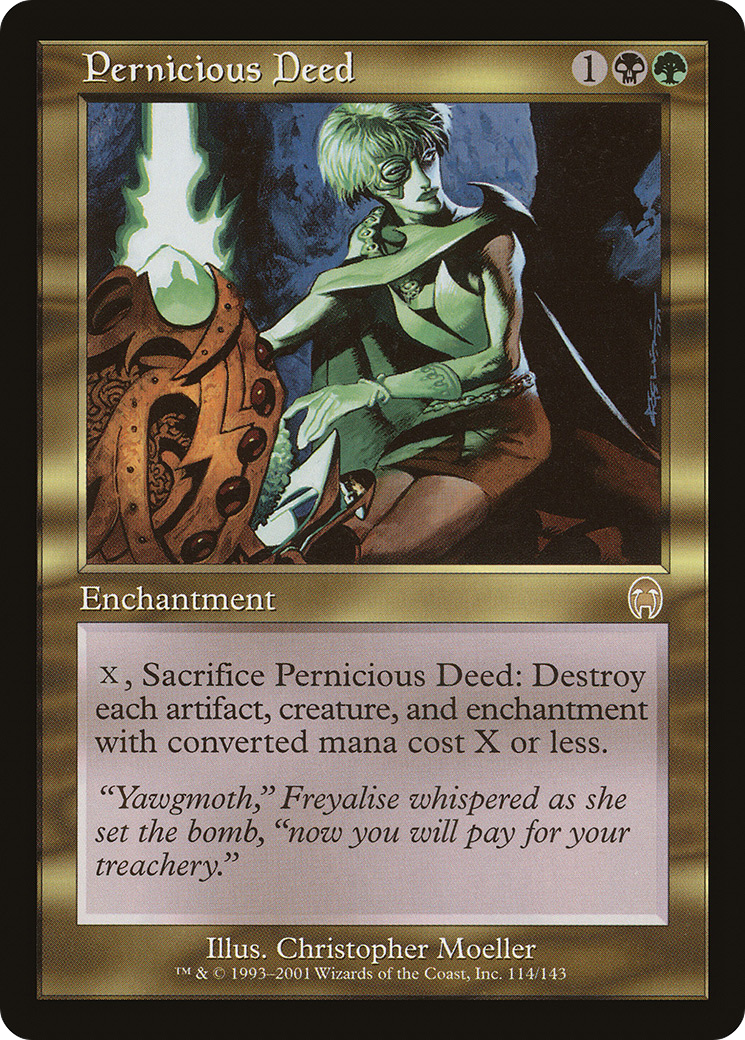 Pernicious Deed 1
Enchantment
X, Sacrifice Pernicious Deed: Destroy
each artifact, creature, and enchantment
with converted mana cost X or less.
“Yawgmoth,” Freyalise whispered as she
set the bomb, “now you will pay for your
treachery.”
Illus. Christopher Moeller
™ & © 1993–2001 Wizards of the Coast, Inc. 114/143